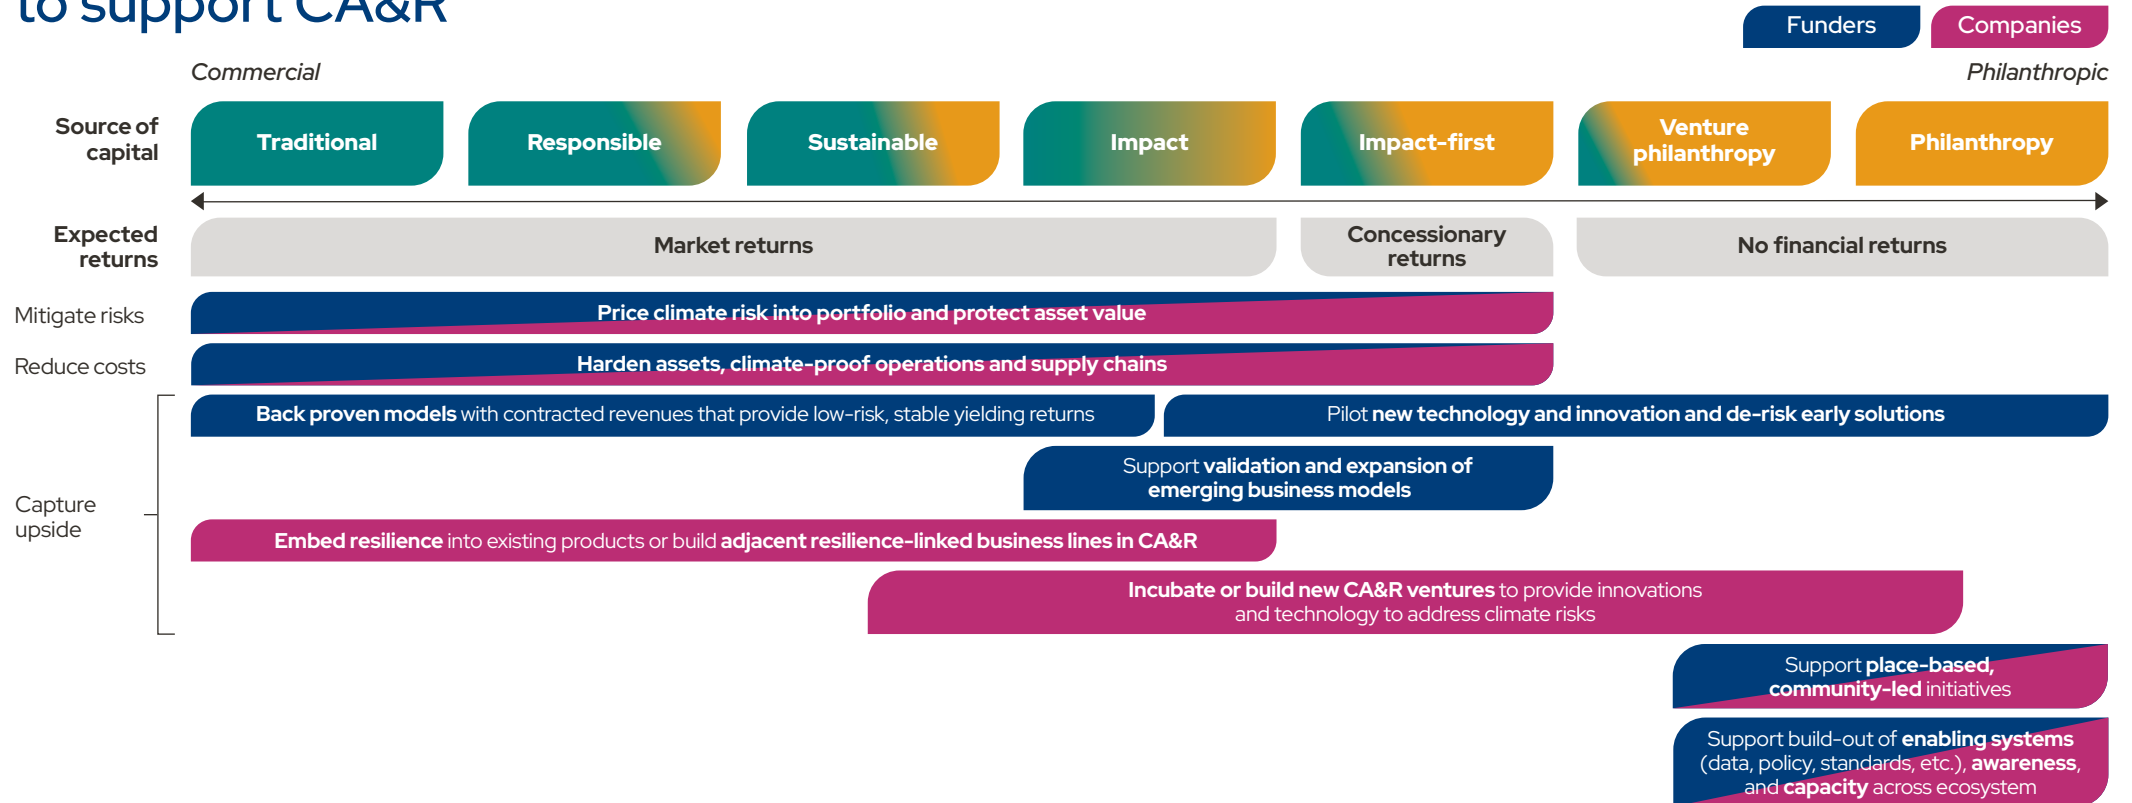 to support CA&R
Funders
Companies
Commercial
Philanthropic
Source of
capital
Traditional
Responsible
Sustainable
Impact
Impact-first
Venture
philanthropy
Philanthropy
Expected
returns
Market returns
Concessionary
returns
No financial returns
Mitigate risks
Price climate risk into portfolio and protect asset value
Reduce costs
Harden assets, climate-proof operations and supply chains
Capture
upside
Back proven models with contracted revenues that provide low-risk, stable yielding returns
Pilot new technology and innovation and de-risk early solutions
Support validation and expansion of
emerging business models
Embed resilience into existing products or build adjacent resilience-linked business lines in CA&R
Incubate or build new CA&R ventures to provide innovations
and technology to address climate risks
Support place-based,
community-led initiatives
Support build-out of enabling systems
(data, policy, standards, etc.), awareness,
and capacity across ecosystem